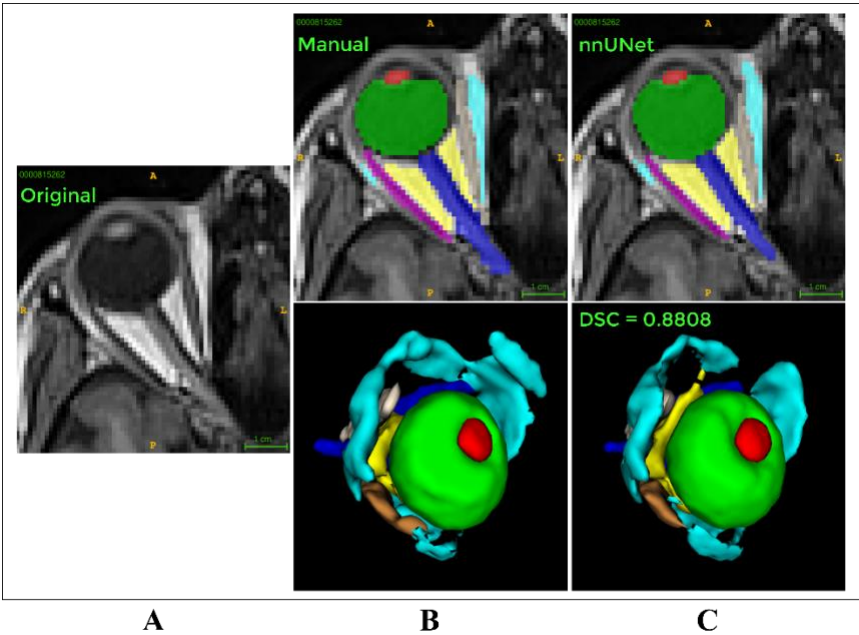 0000815262
Original
A
R
L
P
1 cm
0000815262
Manual
A
R
P
1 cm
0000815262
nnUNet
A
R
L
P
1 cm
DSC = 0.8808
A
B
C